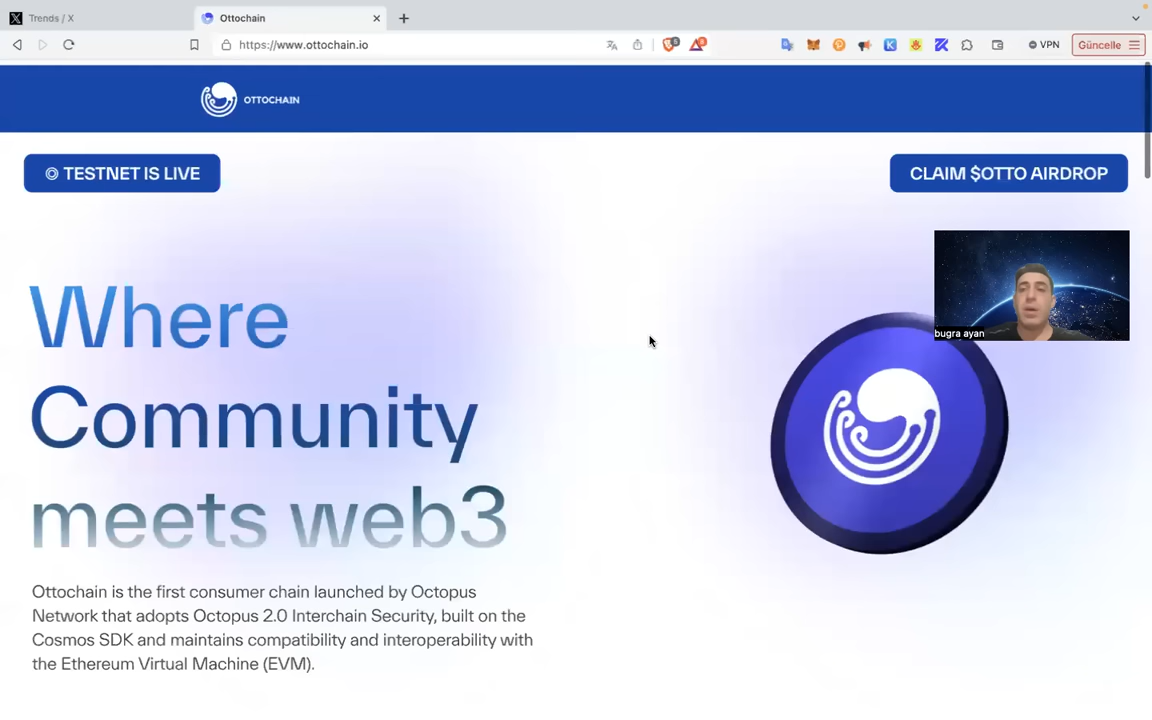 Trends / X
Ottochain
https://www.ottochain.io
VPN
Güncelle
OTTOCHAIN
TESTNET IS LIVE
CLAIM $OTTO AIRDROP
bugra ayan
Where
Community
meets web3
Ottochain is the first consumer chain launched by Octopus
Network that adopts Octopus 2.0 Interchain Security, built on the
Cosmos SDK and maintains compatibility and interoperability with
the Ethereum Virtual Machine (EVM).